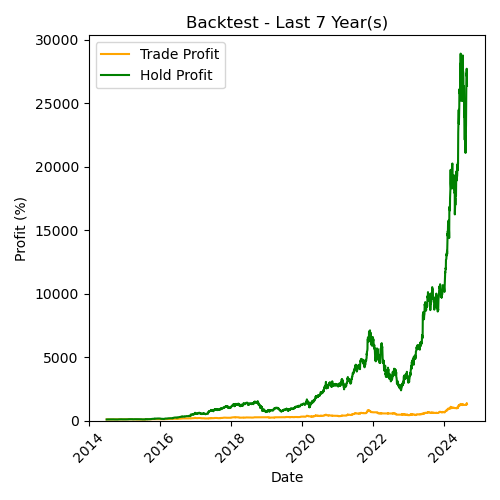 Backtest - Last 7 Year(s)
Trade Profit
Hold Profit
Profit (%)
30000
25000
20000
15000
10000
5000
0
2014
2016
2018
2020
2022
2024
Date